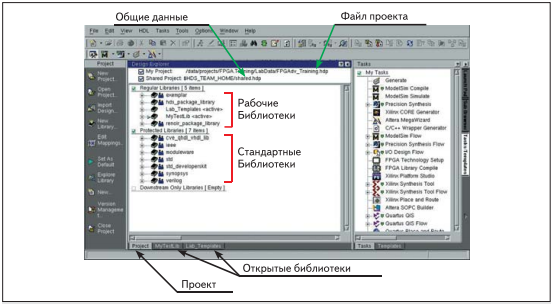 Общие данные
Файл проекта
File Edit View HDL Tasks Tools Options Window Help
Design Explorer
My Project: /data/projects/FPGA Training/LabData/FPGAdv_Training.hdp
Shared Project: $HDS_TEAM_HOME/shared.hdp
Regular Libraries [ 5 items ]
exemplar
hds_package_library
Lab_Templates <active>
MyTestLib <active>
renoir_package_library
Protected Libraries [ 7 items ]
cve_qhdl_vhdl_lib
ieee
moduleware
std
std_developerskit
synopsys
verilog
Downstream Only Libraries [ Empty ]
Рабочие
Библиотеки
Стандартные
Библиотеки
Project
New
Project..
Open
Project..
Import
Design..
New
Library..
Edit
Mappings..
Set As
Default
Explore
Library
New..
Version
Manageme
Close
Project
Tasks
My Tasks
Generate
ModelSim Compile
ModelSim Simulate
Precision Synthesis
Xilinx CORE Generator
Altera MegaWizard
C/C++ Wrapper Generator
ModelSim Flow
Precision Synthesis Flow
I/O Design Flow
FPGA Technology Setup
FPGA Library Compile
Xilinx Platform Studio
Xilinx Synthesis Tool
Xilinx Synthesis Tool Flow
Xilinx Place and Route
Altera SOPC Builder
Quartus QIS
Quartus QIS Flow
Quartus Place and Route
Tasks/Templates
Project MyTestLib Lab_Templates
Tasks Templates
Открытые библиотеки
Проект